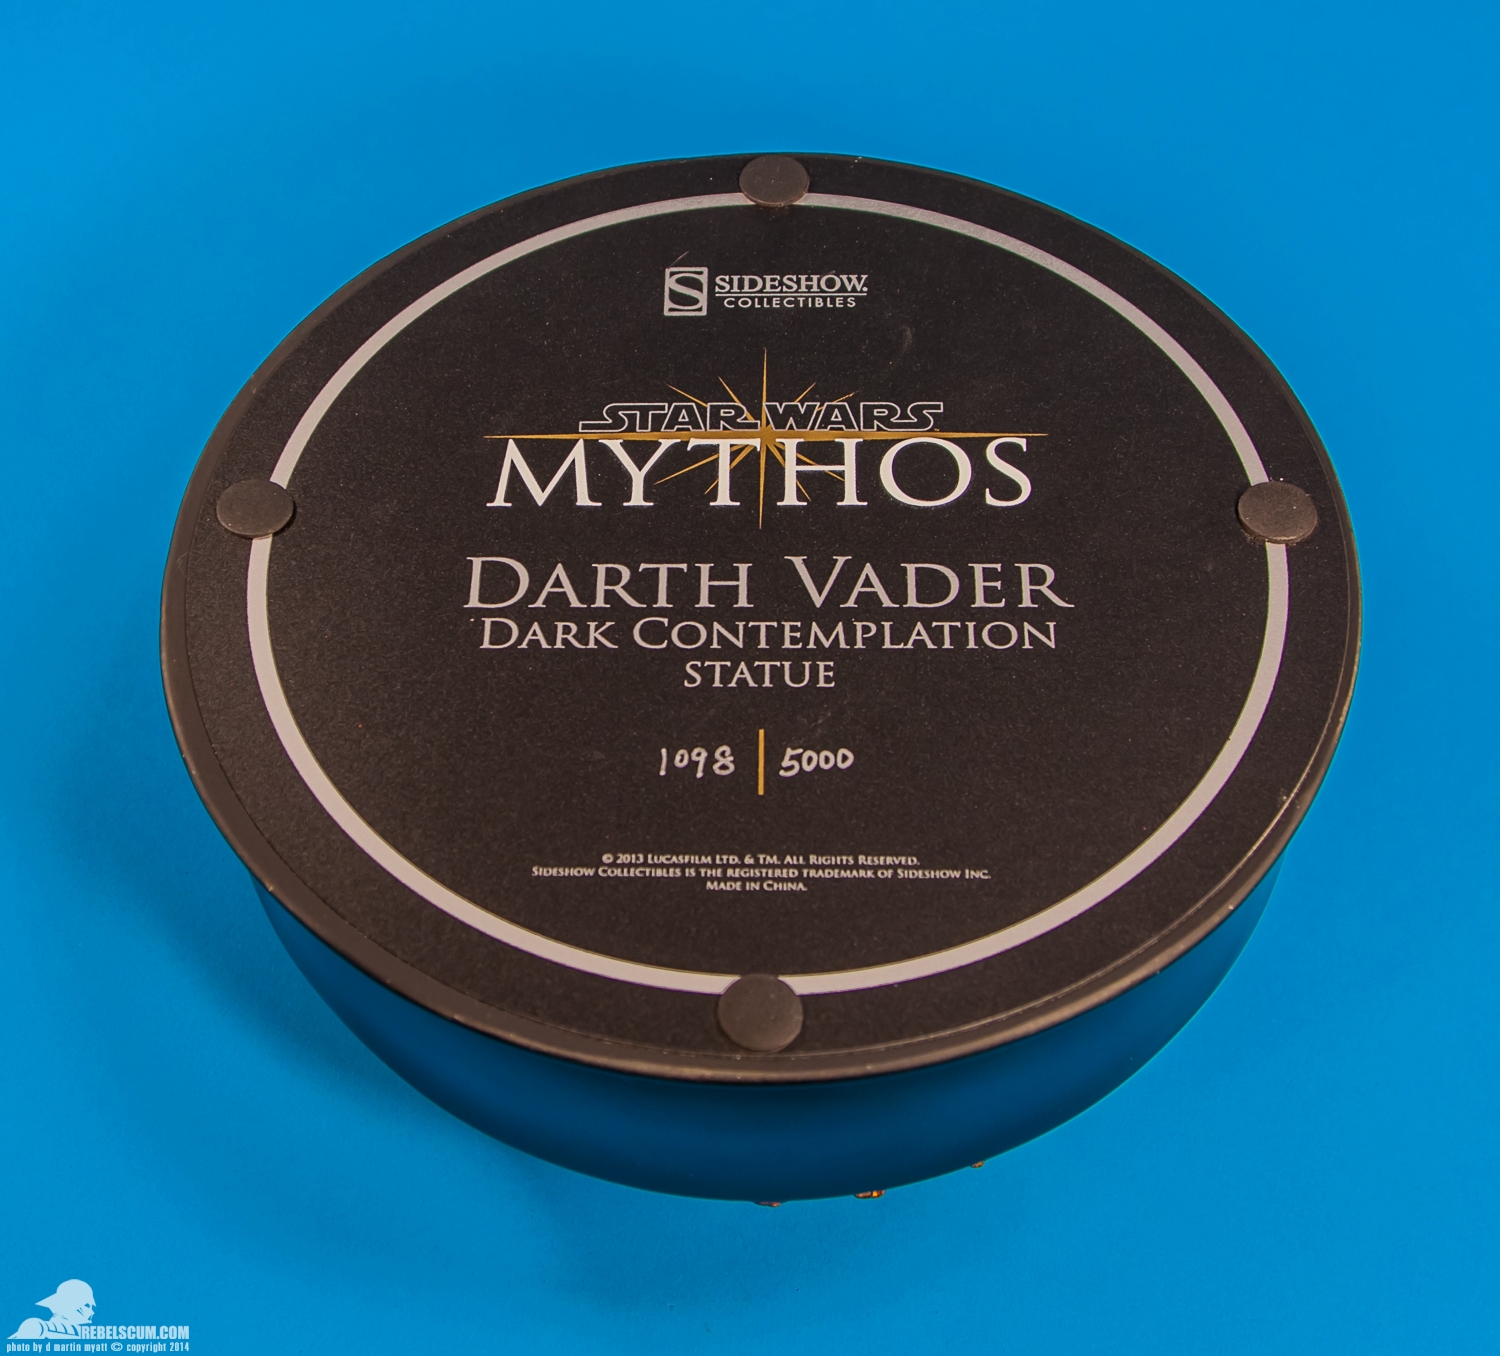 SIDESHOW
COLLECTIBLES
STAR WARS
MYTHOS
DARTH VADER
DARK CONTEMPLATION
STATUE
1098 | 5000
© 2013 LUCASFILM LTD. & TM. ALL RIGHTS RESERVED.
SIDESHOW COLLECTIBLES IS THE REGISTERED TRADEMARK OF SIDESHOW INC.
MADE IN CHINA.
REBELSCUM.COM
photo by d martin myatt © copyright 2014